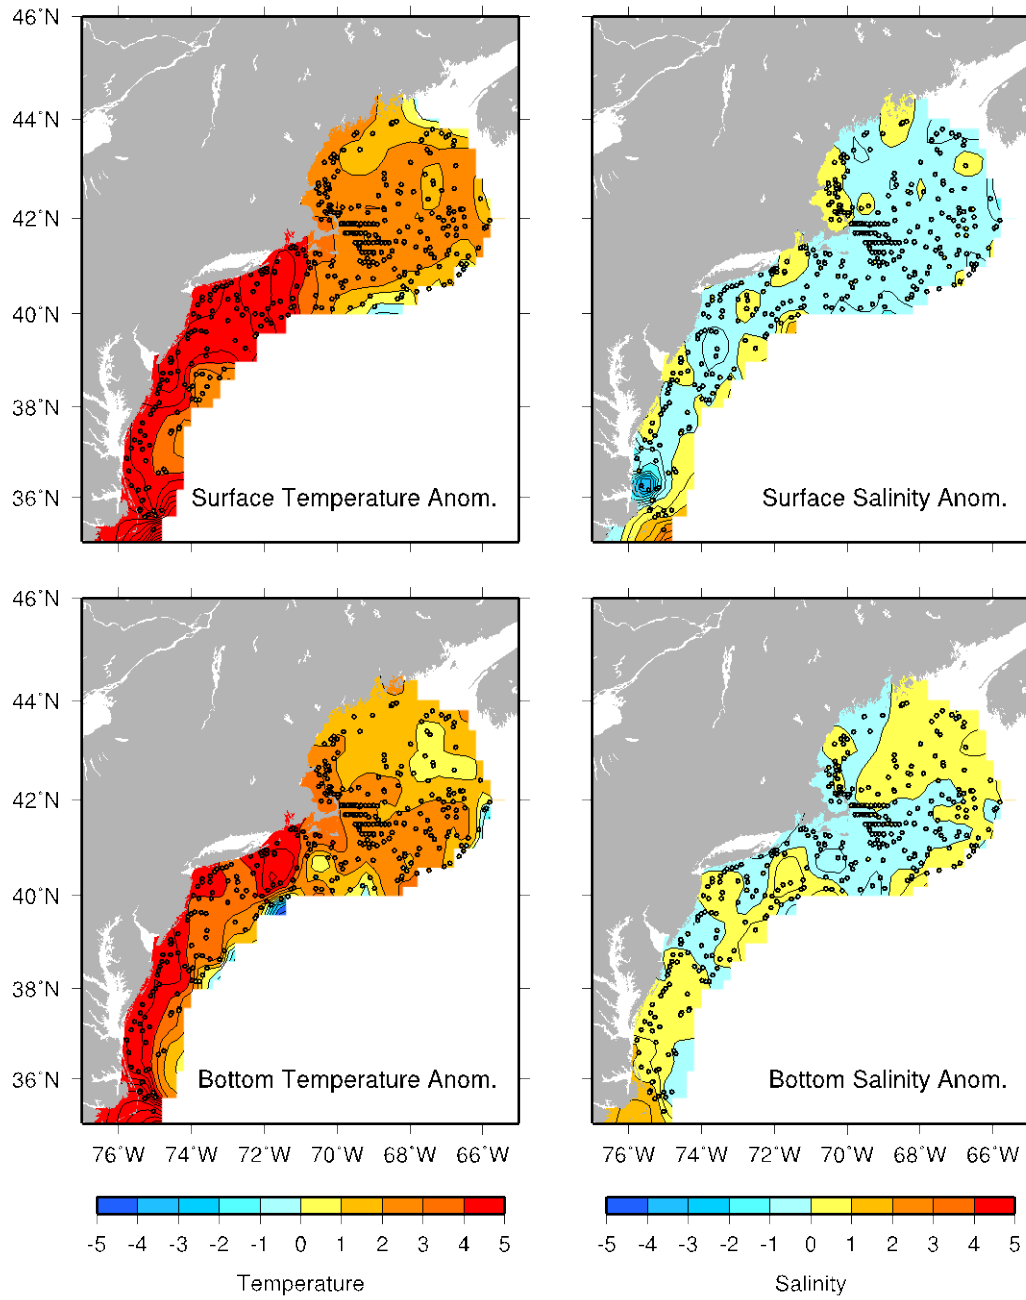 46°N
44°N
42°N
40°N
38°N
36°N
Surface Temperature Anom.
Surface Salinity Anom.
46°N
44°N
42°N
40°N
38°N
36°N
Bottom Temperature Anom.
Bottom Salinity Anom.
76°W 74°W 72°W 70°W 68°W 66°W
76°W 74°W 72°W 70°W 68°W 66°W
-5 -4 -3 -2 -1 0 1 2 3 4 5
-5 -4 -3 -2 -1 0 1 2 3 4 5
Temperature
Salinity